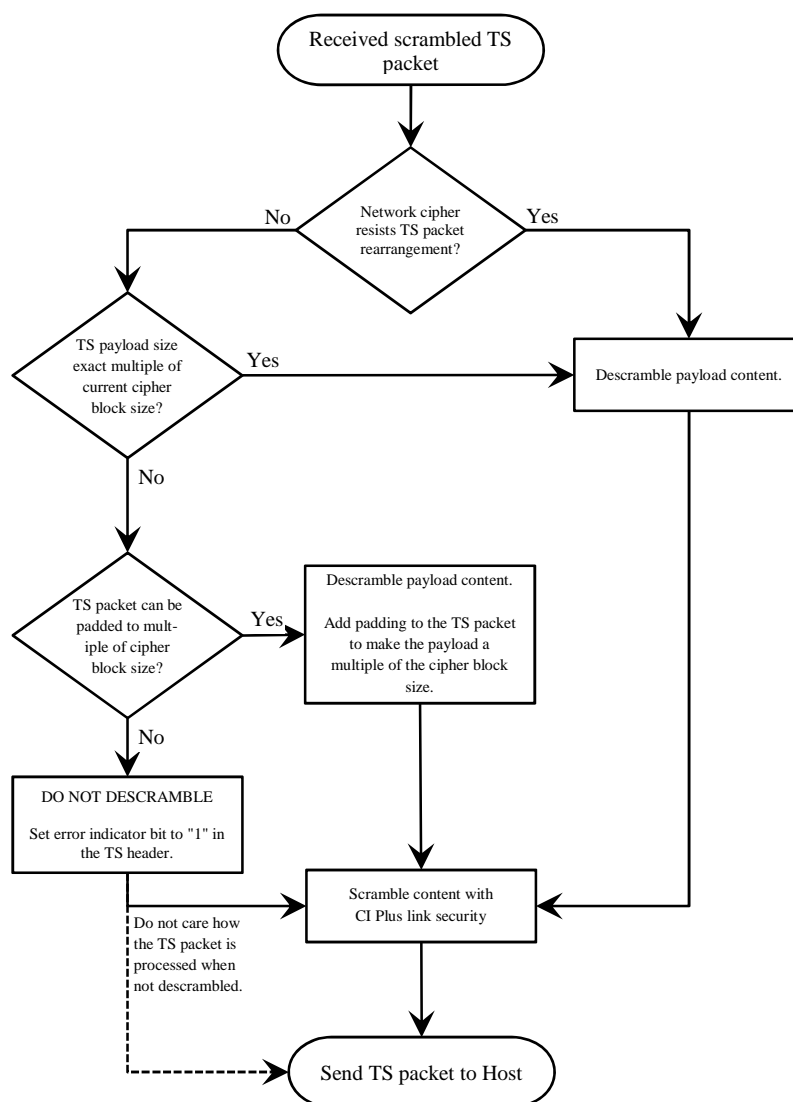 Received scrambled TS
packet
No
Network cipher
resists TS packet
rearrangement?
Yes
TS payload size
exact multiple of
current cipher
block size?
Yes
Descramble payload content.
No
TS packet can be
padded to mult-
iple of cipher
block size?
Yes
Descramble payload content.
Add padding to the TS packet
to make the payload a
multiple of the cipher block
size.
No
DO NOT DESCRAMBLE
Set error indicator bit to "1" in
the TS header.
Scramble content with
CI Plus link security
Do not care how
the TS packet is
processed when
not descrambled.
Send TS packet to Host